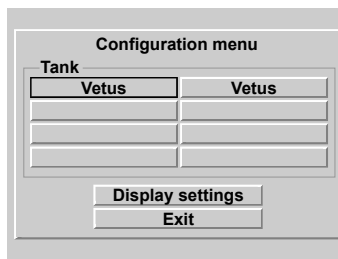 Configuration menu
Tank
Vetus Vetus
Display settings
Exit